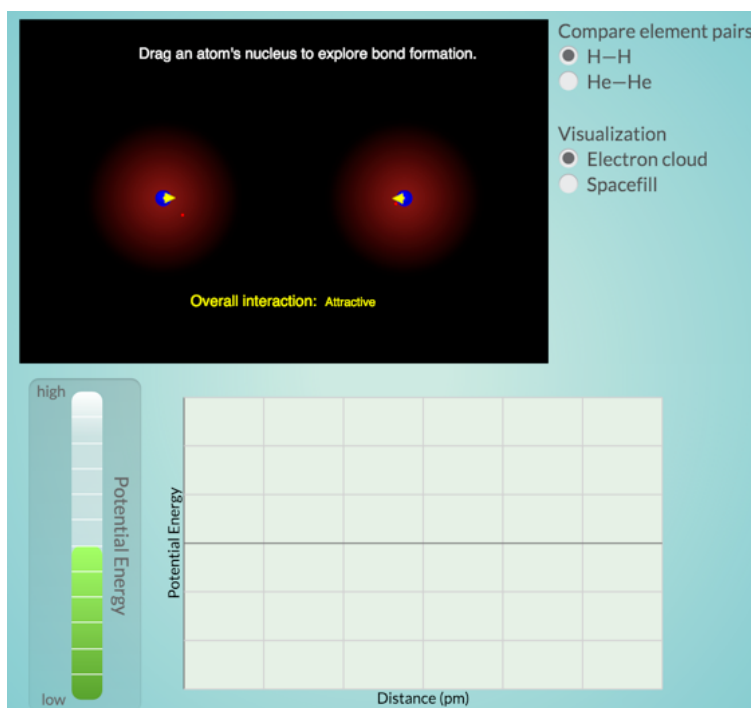 Drag an atom's nucleus to explore bond formation.
Overall interaction: Attractive
Compare element pairs
H—H
He—He
Visualization
Electron cloud
Spacefill
high
Potential Energy
low
Potential Energy
Distance (pm)